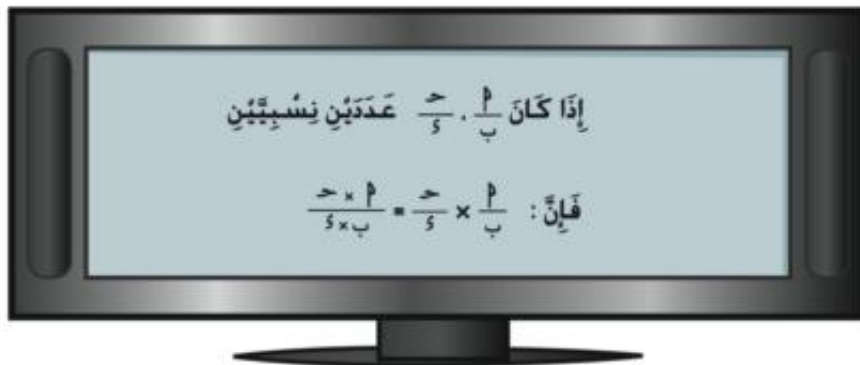 إِذَا كَانَ أ/ب ، حـ/ء عَدَدَيْنِ نِسْبِيَّيْنِ
فَإِنَّ : أ/ب × حـ/ء = أ × حـ/ب × ء